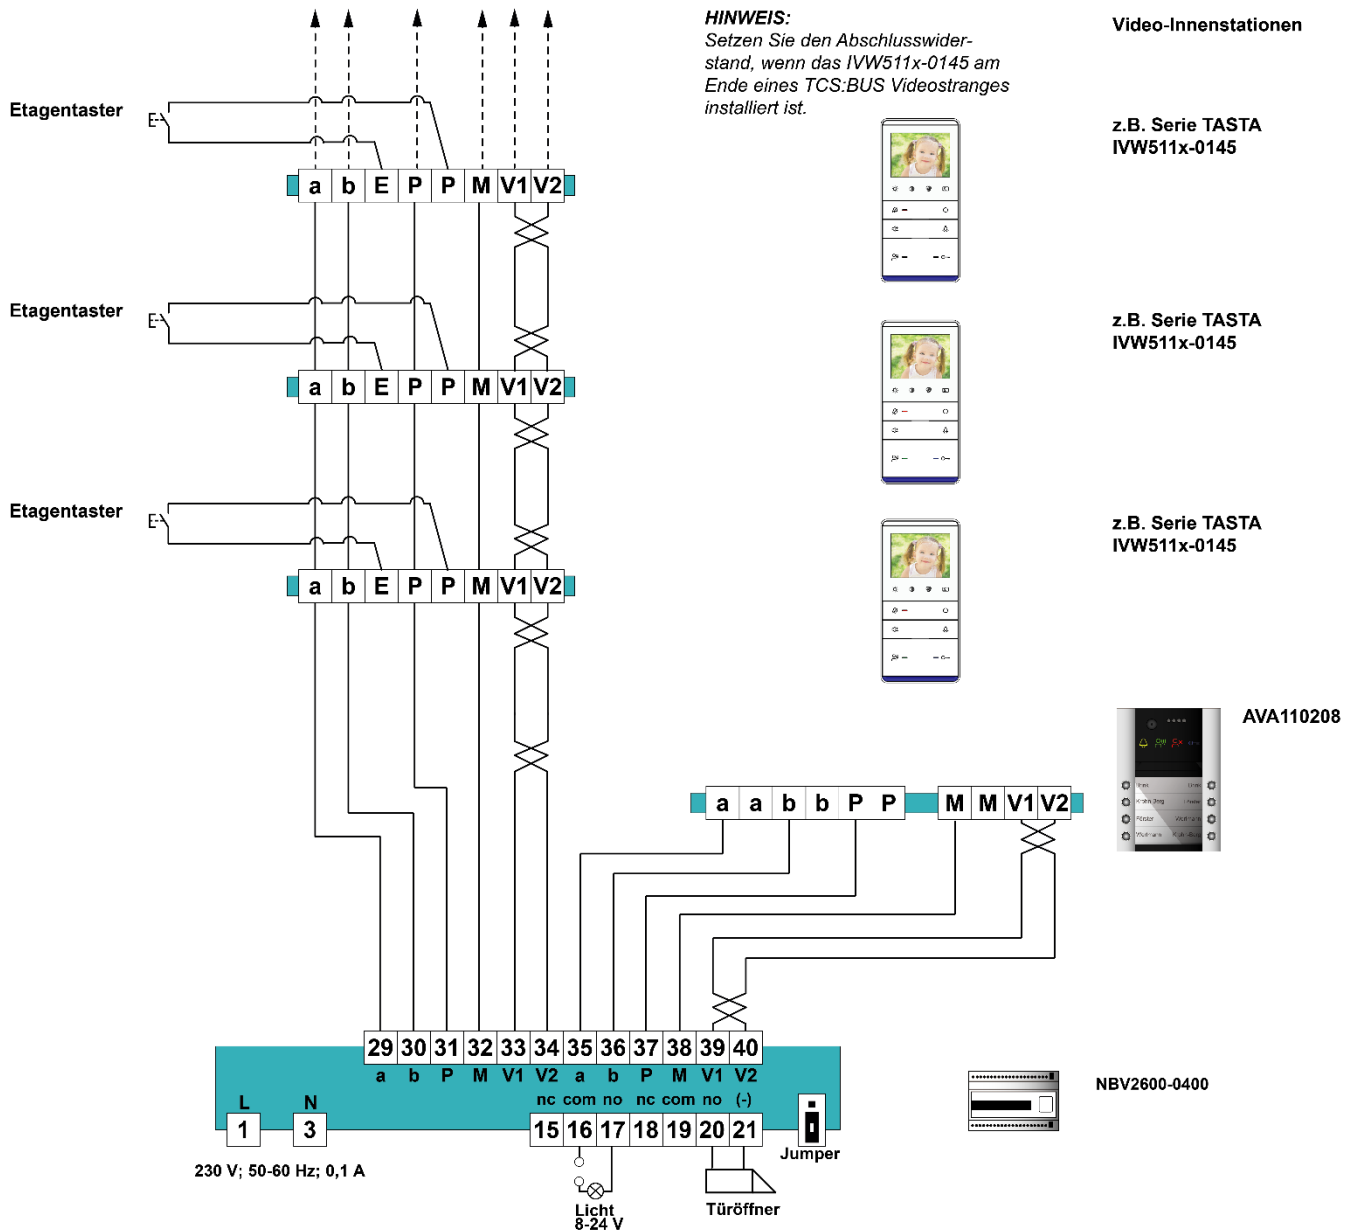 HINWEIS:
Setzen Sie den Abschlusswider-
stand, wenn das IVW511x-0145 am
Ende eines TCS:BUS Videostranges
installiert ist.
Video-Innenstationen
Etagentaster
z.B. Serie TASTA
IVW511x-0145
a b E P P M V1 V2
Etagentaster
z.B. Serie TASTA
IVW511x-0145
a b E P P M V1 V2
Etagentaster
z.B. Serie TASTA
IVW511x-0145
a b E P P M V1 V2
AVA110208
a a b b P P M M V1 V2
29 30 31 32 33 34 35 36 37 38 39 40
a b P M V1 V2 a b P M V1 V2
nc com no nc com no (-)
L N
1 3 15 16 17 18 19 20 21
Jumper
NBV2600-0400
230 V; 50-60 Hz; 0,1 A
Licht
8-24 V
Türöffner